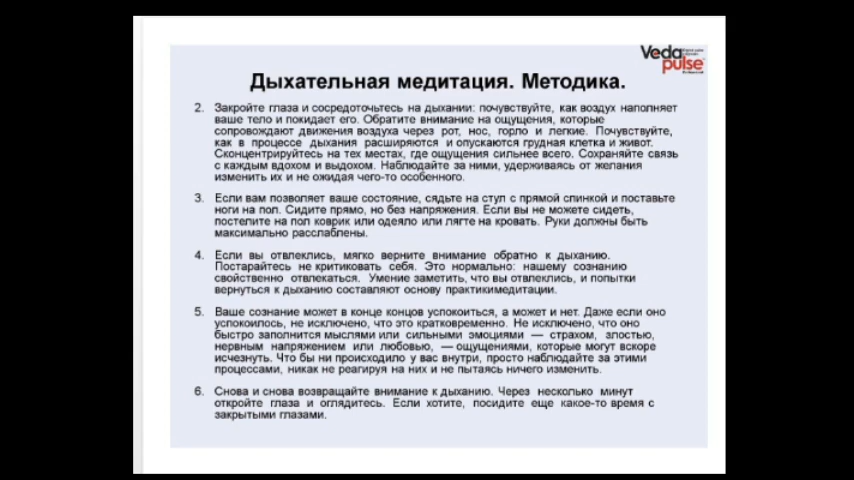 Veda
pulse
Дыхательная медитация. Методика.
2. Закройте глаза и сосредоточьтесь на дыхании: почувствуйте, как воздух наполняет
ваше тело и покидает его. Обратите внимание на ощущения, которые
сопровождают движения воздуха через рот, нос, горло и легкие. Почувствуйте,
как в процессе дыхания расширяются и опускаются грудная клетка и живот.
Сконцентрируйтесь на тех местах, где ощущения сильнее всего. Сохраняйте связь
с каждым вдохом и выдохом. Наблюдайте за ними, удерживаясь от желания
изменить их и не ожидая чего-то особенного.
3. Если вам позволяет ваше состояние, сядьте на стул с прямой спинкой и поставьте
ноги на пол. Сидите прямо, но без напряжения. Если вы не можете сидеть,
постелите на пол коврик или одеяло или лягте на кровать. Руки должны быть
максимально расслаблены.
4. Если вы отвлеклись, мягко верните внимание обратно к дыханию.
Постарайтесь не критиковать себя. Это нормально: нашему сознанию
свойственно отвлекаться. Умение заметить, что вы отвлеклись, и попытки
вернуться к дыханию составляют основу практикимедитации.
5. Ваше сознание может в конце концов успокоиться, а может и нет. Даже если оно
успокоилось, не исключено, что это кратковременно. Не исключено, что оно
быстро заполнится мыслями или сильными эмоциями — страхом, злостью,
нервным напряжением или любовью, — ощущениями, которые могут вскоре
исчезнуть. Что бы ни происходило у вас внутри, просто наблюдайте за этими
процессами, никак не реагируя на них и не пытаясь ничего изменить.
6. Снова и снова возвращайте внимание к дыханию. Через несколько минут
откройте глаза и оглядитесь. Если хотите, посидите еще какое-то время с
закрытыми глазами.